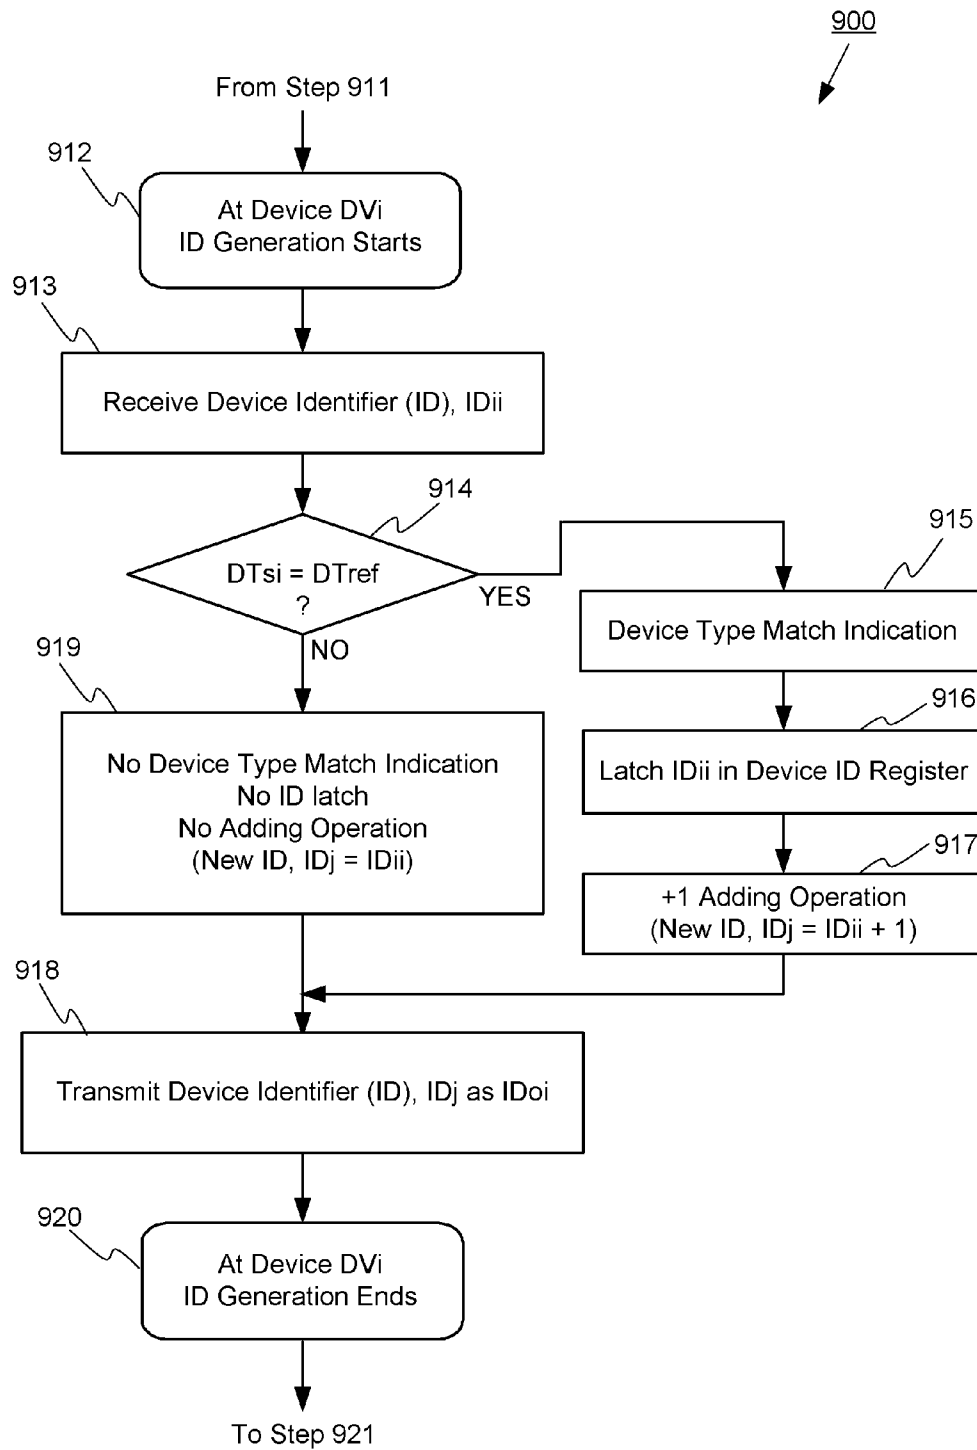 900
From Step 911
912
At Device DVi
ID Generation Starts
913
Receive Device Identifier (ID), IDii
914
DTsi = DTref
?
YES
NO
915
Device Type Match Indication
916
Latch IDii in Device ID Register
917
+1 Adding Operation
(New ID, IDj = IDii + 1)
919
No Device Type Match Indication
No ID latch
No Adding Operation
(New ID, IDj = IDii)
918
Transmit Device Identifier (ID), IDj as IDoi
920
At Device DVi
ID Generation Ends
To Step 921